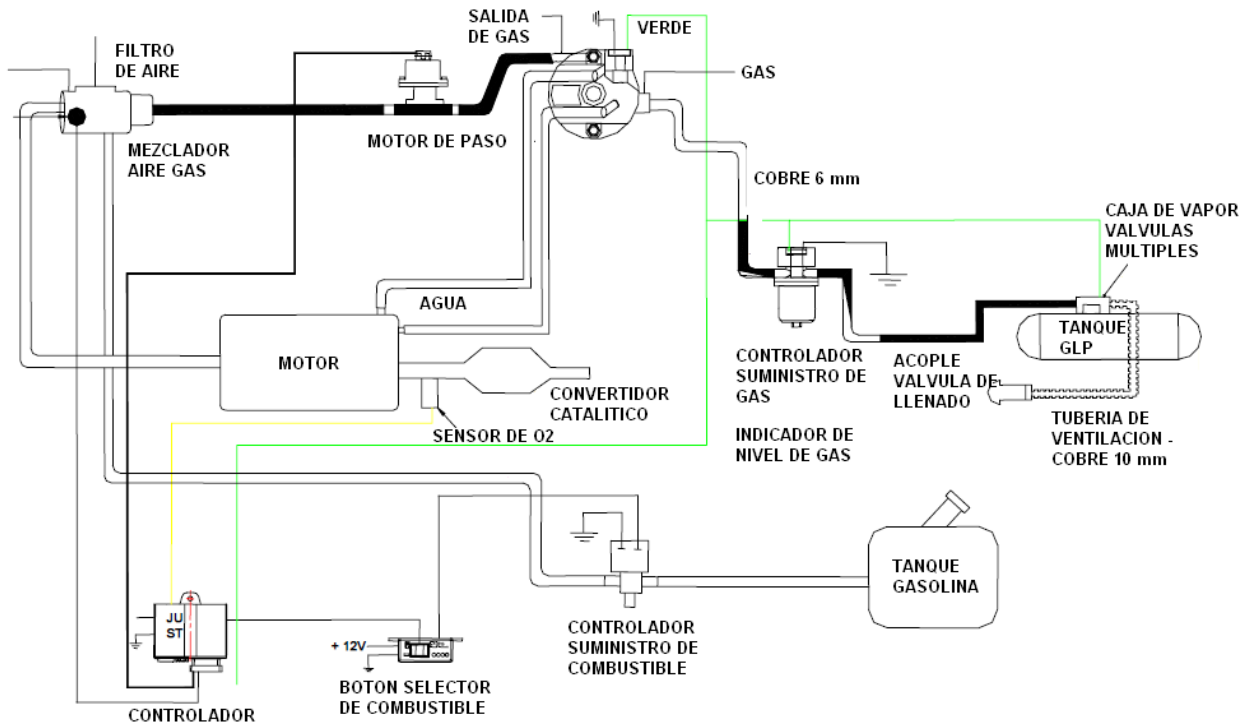 SALIDA
DE GAS
VERDE
FILTRO
DE AIRE
GAS
MEZCLADOR
AIRE GAS
MOTOR DE PASO
COBRE 6 mm
CAJA DE VAPOR
VALVULAS
MULTIPLES
AGUA
MOTOR
TANQUE
GLP
CONVERTIDOR
CATALITICO
CONTROLADOR
SUMINISTRO DE
GAS
ACOPLE
VALVULA DE
LLENADO
SENSOR DE O2
INDICADOR DE
NIVEL DE GAS
TUBERIA DE
VENTILACION -
COBRE 10 mm
TANQUE
GASOLINA
JU
ST
+ 12V
CONTROLADOR
SUMINISTRO DE
COMBUSTIBLE
BOTON SELECTOR
DE COMBUSTIBLE
CONTROLADOR